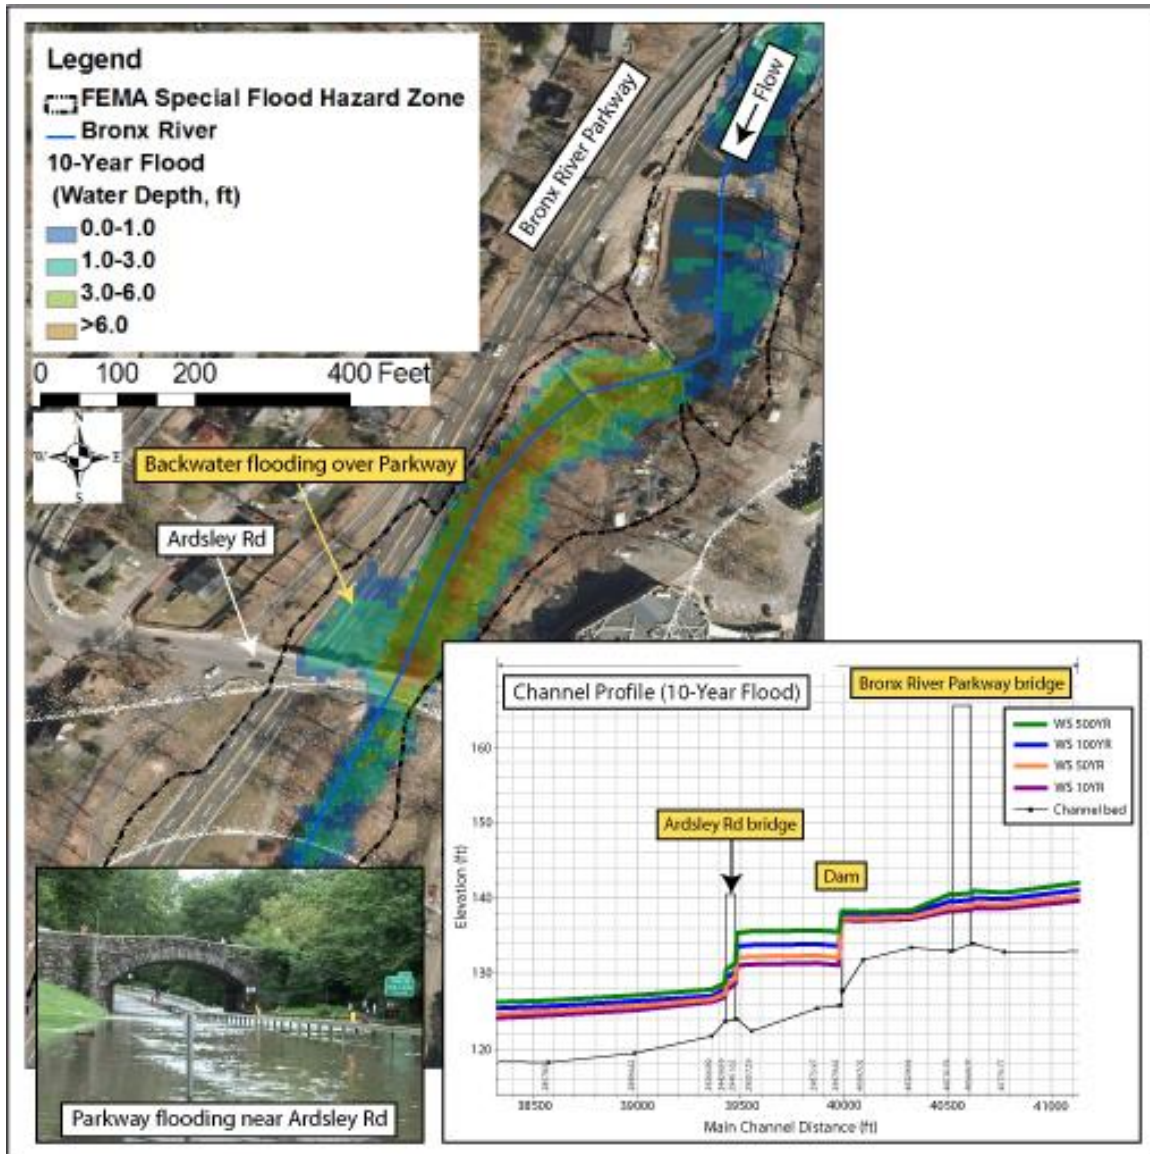 Legend
FEMA Special Flood Hazard Zone
Bronx River
10-Year Flood
(Water Depth, ft)
0.0-1.0
1.0-3.0
3.0-6.0
>6.0
0 100 200 400 Feet
N
W E
S
Bronx River Parkway
Flow
Backwater flooding over Parkway
Ardsley Rd
Parkway flooding near Ardsley Rd
Channel Profile (10-Year Flood)
Bronx River Parkway bridge
WS 500YR
WS 100YR
WS 50YR
WS 10YR
Channel bed
Ardsley Rd bridge
Dam
Elevation (ft)
160
150
140
130
120
38500 39000 39500 40000 40500 41000
Main Channel Distance (ft)